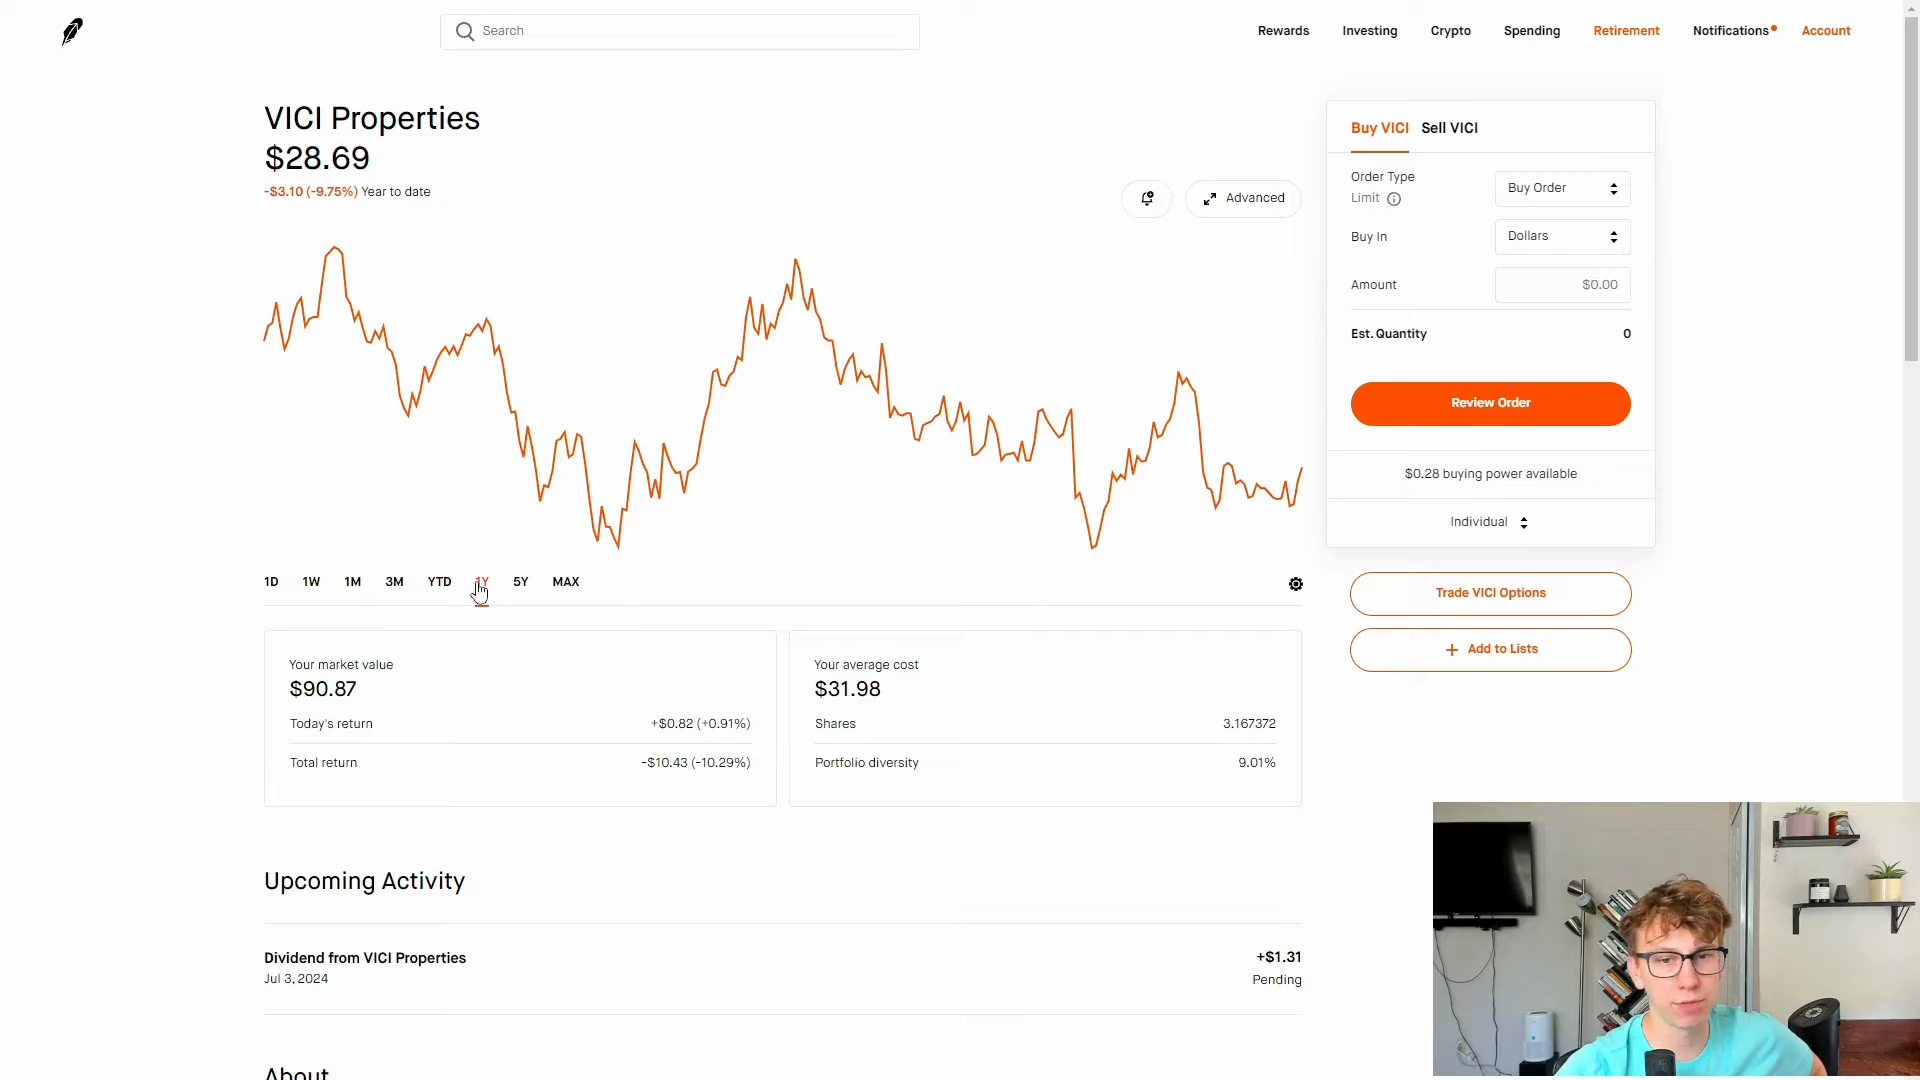 Search
Rewards
Investing
Crypto
Spending
Retirement
Notifications
Account
VICI Properties
$28.69
-$3.10 (-9.75%) Year to date
Advanced
1D
1W
1M
3M
YTD
1Y
5Y
MAX
Your market value
$90.87
Today's return +$0.82 (+0.91%)
Total return -$10.43 (-10.29%)
Your average cost
$31.98
Shares 3.167372
Portfolio diversity 9.01%
Upcoming Activity
Dividend from VICI Properties +$1.31
Jul 3, 2024 Pending
About
Buy VICI Sell VICI
Order Type
Limit
Buy Order
Buy In Dollars
Amount $0.00
Est. Quantity 0
Review Order
$0.28 buying power available
Individual
Trade VICI Options
+ Add to Lists